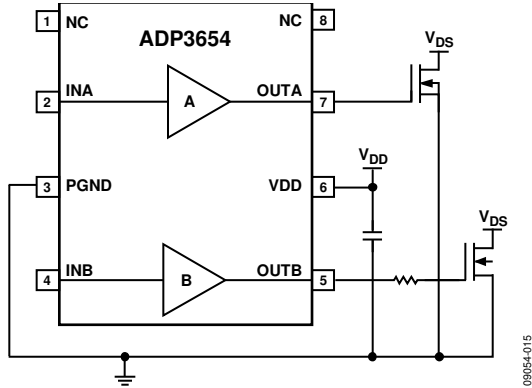 1 NC
ADP3654
NC 8
V_DS
2 INA
A
OUTA 7
3 PGND
VDD 6
V_DD
V_DS
4 INB
B
OUTB 5
09054-015